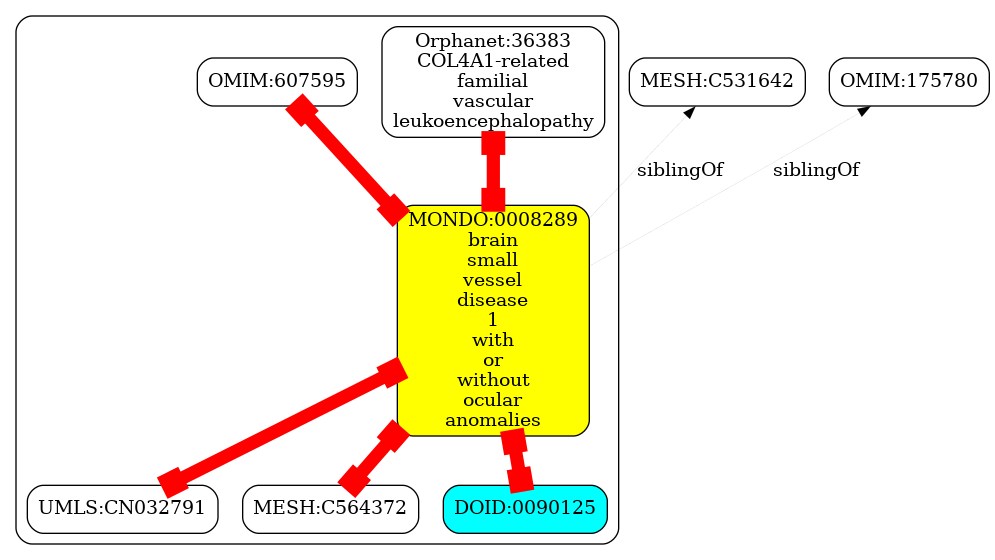 Orphanet:36383
COL4A1-related
familial
vascular
leukoencephalopathy
OMIM:607595
MESH:C531642
OMIM:175780
siblingOf
siblingOf
MONDO:0008289
brain
small
vessel
disease
1
with
or
without
ocular
anomalies
UMLS:CN032791
MESH:C564372
DOID:0090125